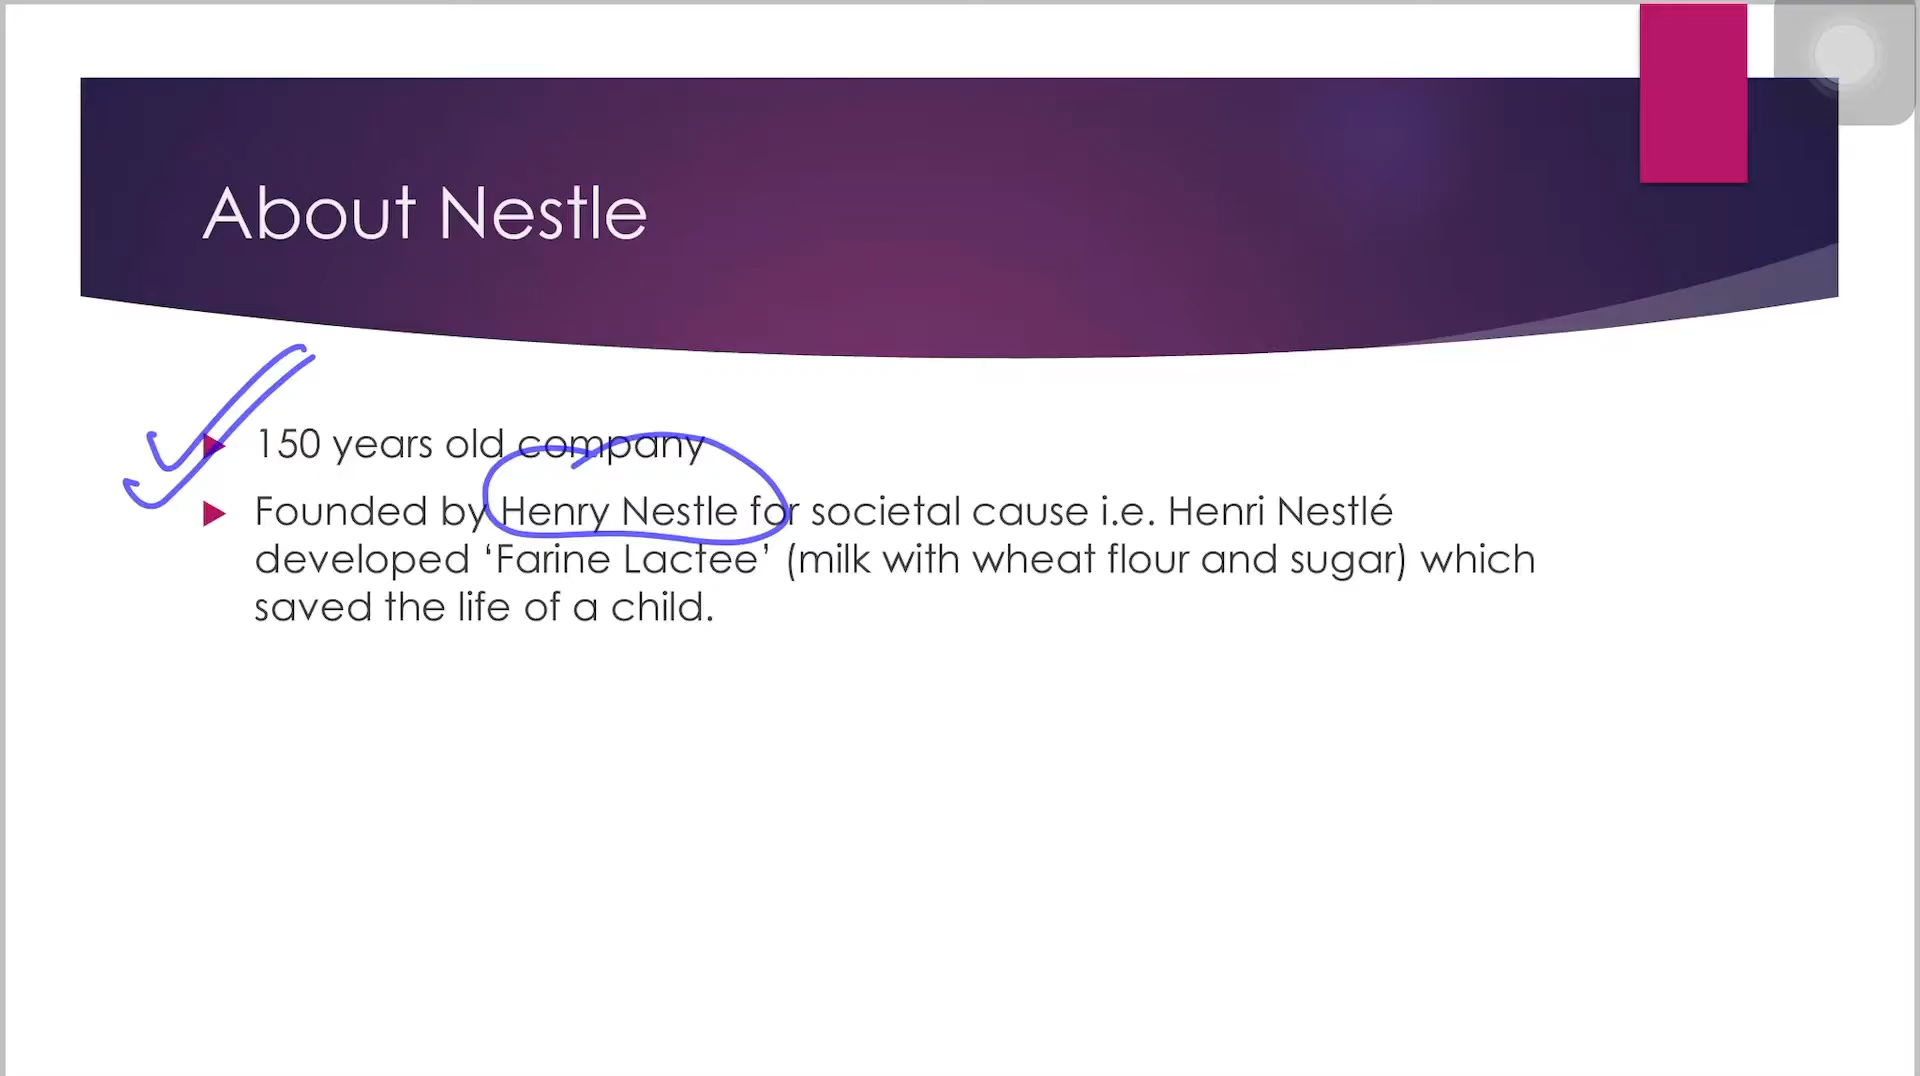 About Nestle
150 years old company
Founded by Henry Nestle for societal cause i.e. Henri Nestlé
developed ‘Farine Lactee’ (milk with wheat flour and sugar) which
saved the life of a child.